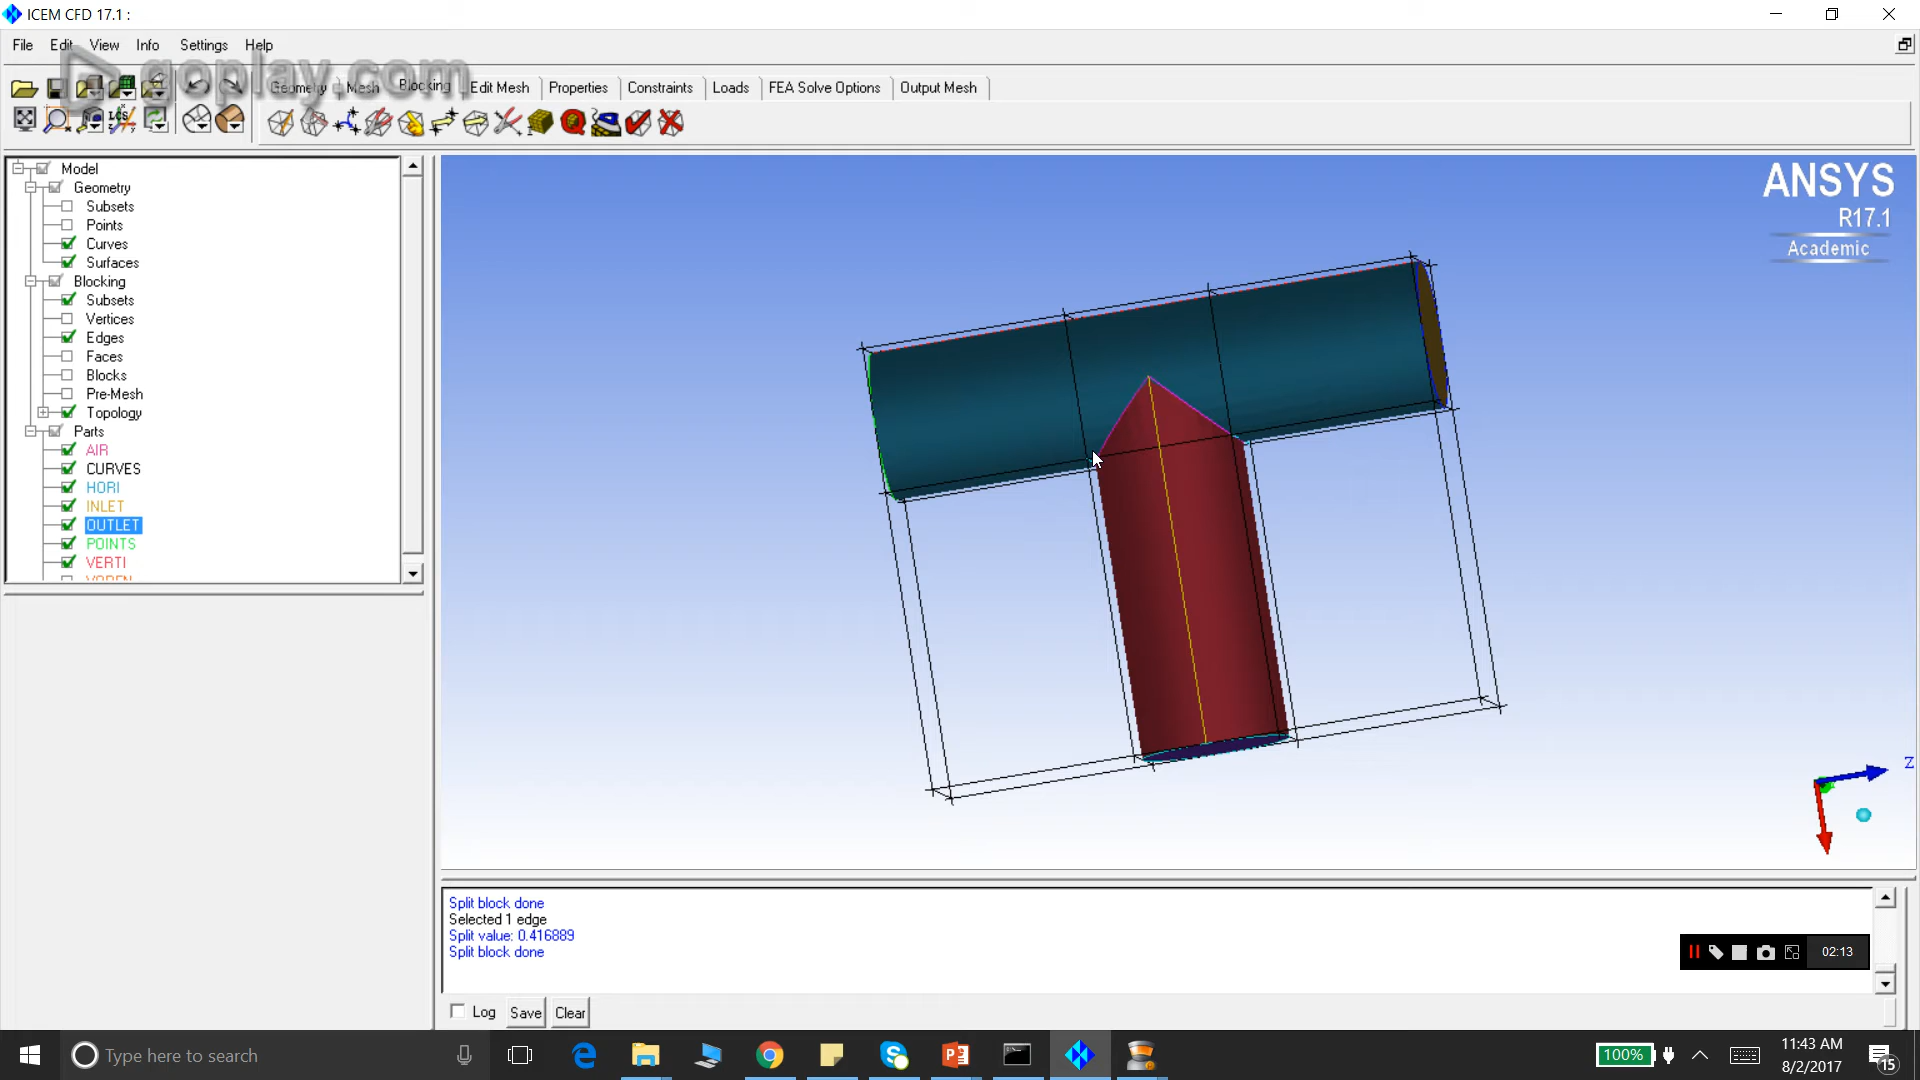 ICEM CFD 17.1 :
File Edit View Info Settings Help
goplay.com
Geometry Mesh Blocking Edit Mesh Properties Constraints Loads FEA Solve Options Output Mesh
LCS
Model
Geometry
Subsets
Points
Curves
Surfaces
Blocking
Subsets
Vertices
Edges
Faces
Blocks
Pre-Mesh
Topology
Parts
AIR
CURVES
HORI
INLET
OUTLET
POINTS
VERTI
ANSYS
R17.1
Academic
Z
Split block done
Selected 1 edge
Split value: 0.416889
Split block done
02:13
Log Save Clear
Type here to search
100%
11:43 AM
8/2/2017
15